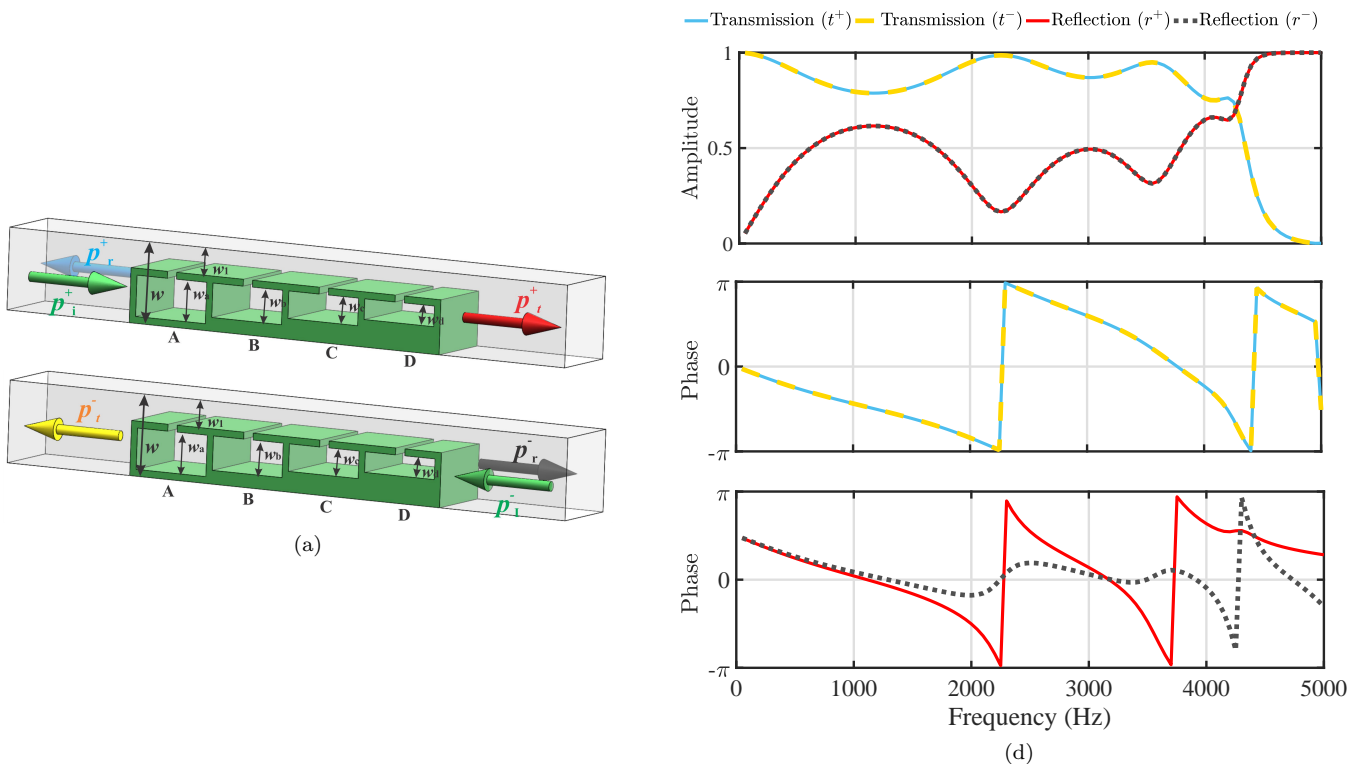 Transmission (t⁺) Transmission (t⁻) Reflection (r⁺) Reflection (r⁻)
1
0.5
0
Amplitude
π
0
-π
Phase
π
0
-π
Phase
0 1000 2000 3000 4000 5000
Frequency (Hz)
(d)
p⁺r
p⁺i
w
w1
wa
wb
wc
wd
p⁺t
A B C D
p⁻t
w
w1
wa
wb
wc
wd
p⁻r
p⁻i
A B C D
(a)